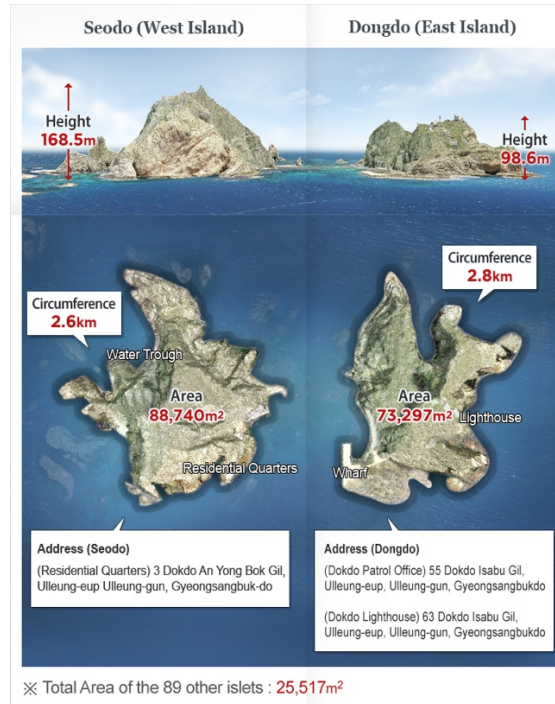 Seodo (West Island)
Dongdo (East Island)
Height
168.5m
Height
98.6m
Circumference
2.6km
Circumference
2.8km
Water Trough
Area
88,740m²
Residential Quarters
Area
73,297m²
Lighthouse
Wharf
Address (Seodo)
(Residential Quarters) 3 Dokdo An Yong Bok Gil,
Ulleung-eup Ulleung-gun, Gyeongsangbuk-do
Address (Dongdo)
(Dokdo Patrol Office) 55 Dokdo Isabu Gil,
Ulleung-eup, Ulleung-gun, Gyeongsangbukdo
(Dokdo Lighthouse) 63 Dokdo Isabu Gil,
Ulleung-eup, Ulleung-gun, Gyeongsangbukdo
※ Total Area of the 89 other islets : 25,517m²